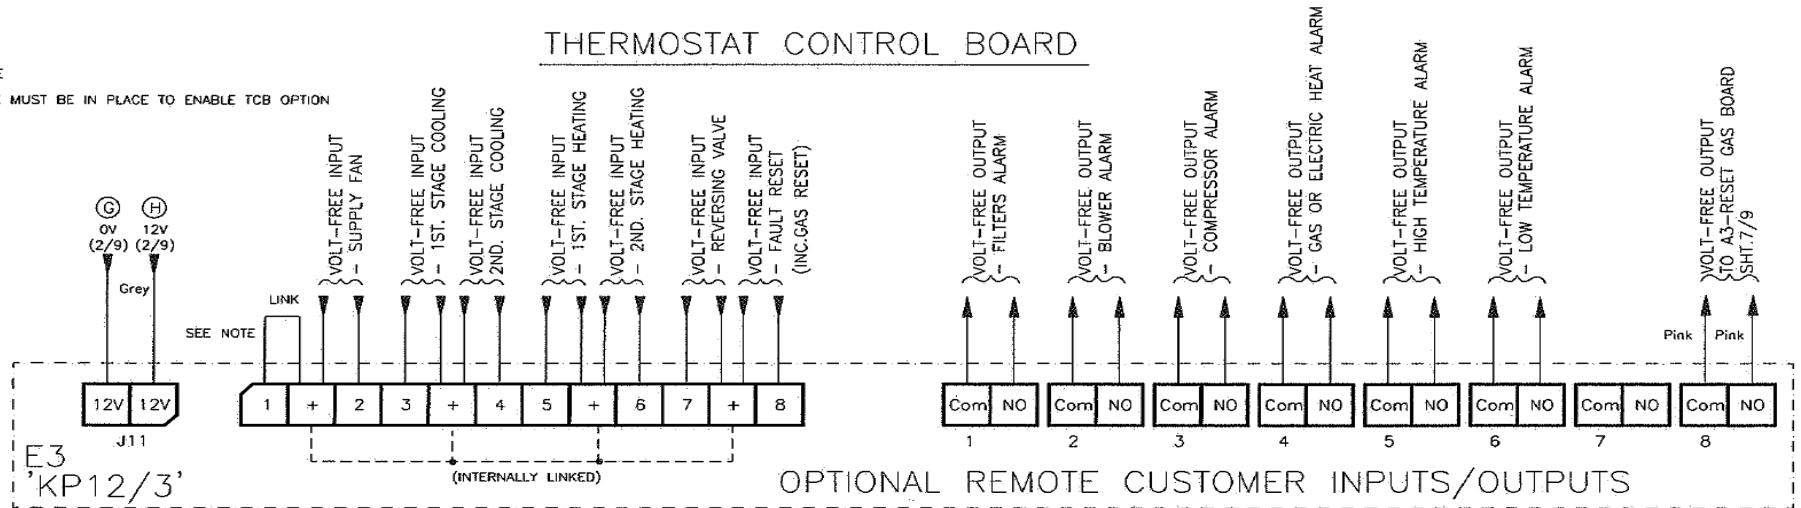 THERMOSTAT CONTROL BOARD
E
MUST BE IN PLACE TO ENABLE TCB OPTION
G
0V
(2/9)
H
12V
(2/9)
Grey
LINK
SEE NOTE
VOLT-FREE INPUT
- SUPPLY FAN
VOLT-FREE INPUT
- 1ST. STAGE COOLING
VOLT-FREE INPUT
2ND. STAGE COOLING
VOLT-FREE INPUT
- 1ST. STAGE HEATING
VOLT-FREE INPUT
- 2ND. STAGE HEATING
VOLT-FREE INPUT
- REVERSING VALVE
VOLT-FREE INPUT
- FAULT RESET
(INC.GAS RESET)
VOLT-FREE OUTPUT
- FILTERS ALARM
VOLT-FREE OUTPUT
- BLOWER ALARM
VOLT-FREE OUTPUT
- COMPRESSOR ALARM
VOLT-FREE OUTPUT
- GAS OR ELECTRIC HEAT ALARM
VOLT-FREE OUTPUT
- HIGH TEMPERATURE ALARM
VOLT-FREE OUTPUT
- LOW TEMPERATURE ALARM
VOLT-FREE OUTPUT
TO A3-RESET GAS BOARD
SHT.7/9
Pink Pink
12V 12V
J11
1 + 2 3 + 4 5 + 6 7 + 8
Com NO Com NO Com NO Com NO Com NO Com NO Com NO Com NO
1 2 3 4 5 6 7 8
(INTERNALLY LINKED)
E3
'KP12/3'
OPTIONAL REMOTE CUSTOMER INPUTS/OUTPUTS